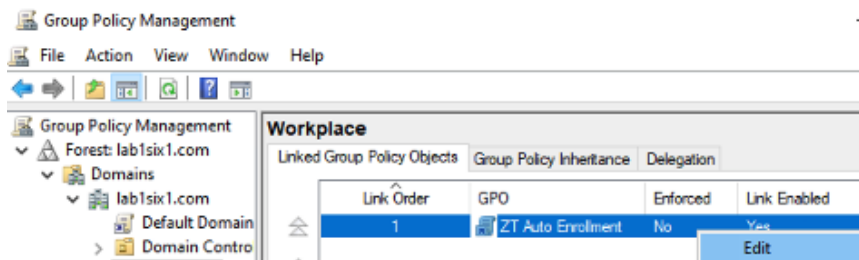 Group Policy Management
File Action View Window Help
Group Policy Management
Forest: lab1six1.com
Domains
lab1six1.com
Default Domain
Domain Contro
Workplace
Linked Group Policy Objects Group Policy Inheritance Delegation
Link Order GPO Enforced Link Enabled
1 ZT Auto Enrollment No Yes
Edit